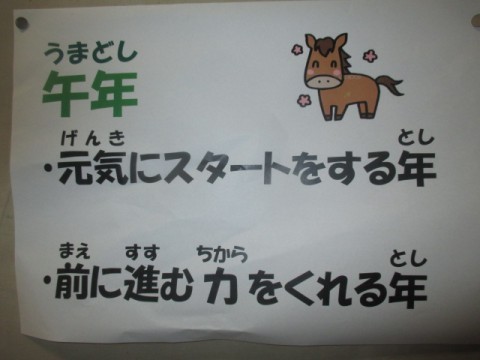 うまどし
午年
げんき とし
・元気にスタートをする年
まえ すす ちから とし
・前に進む力をくれる年